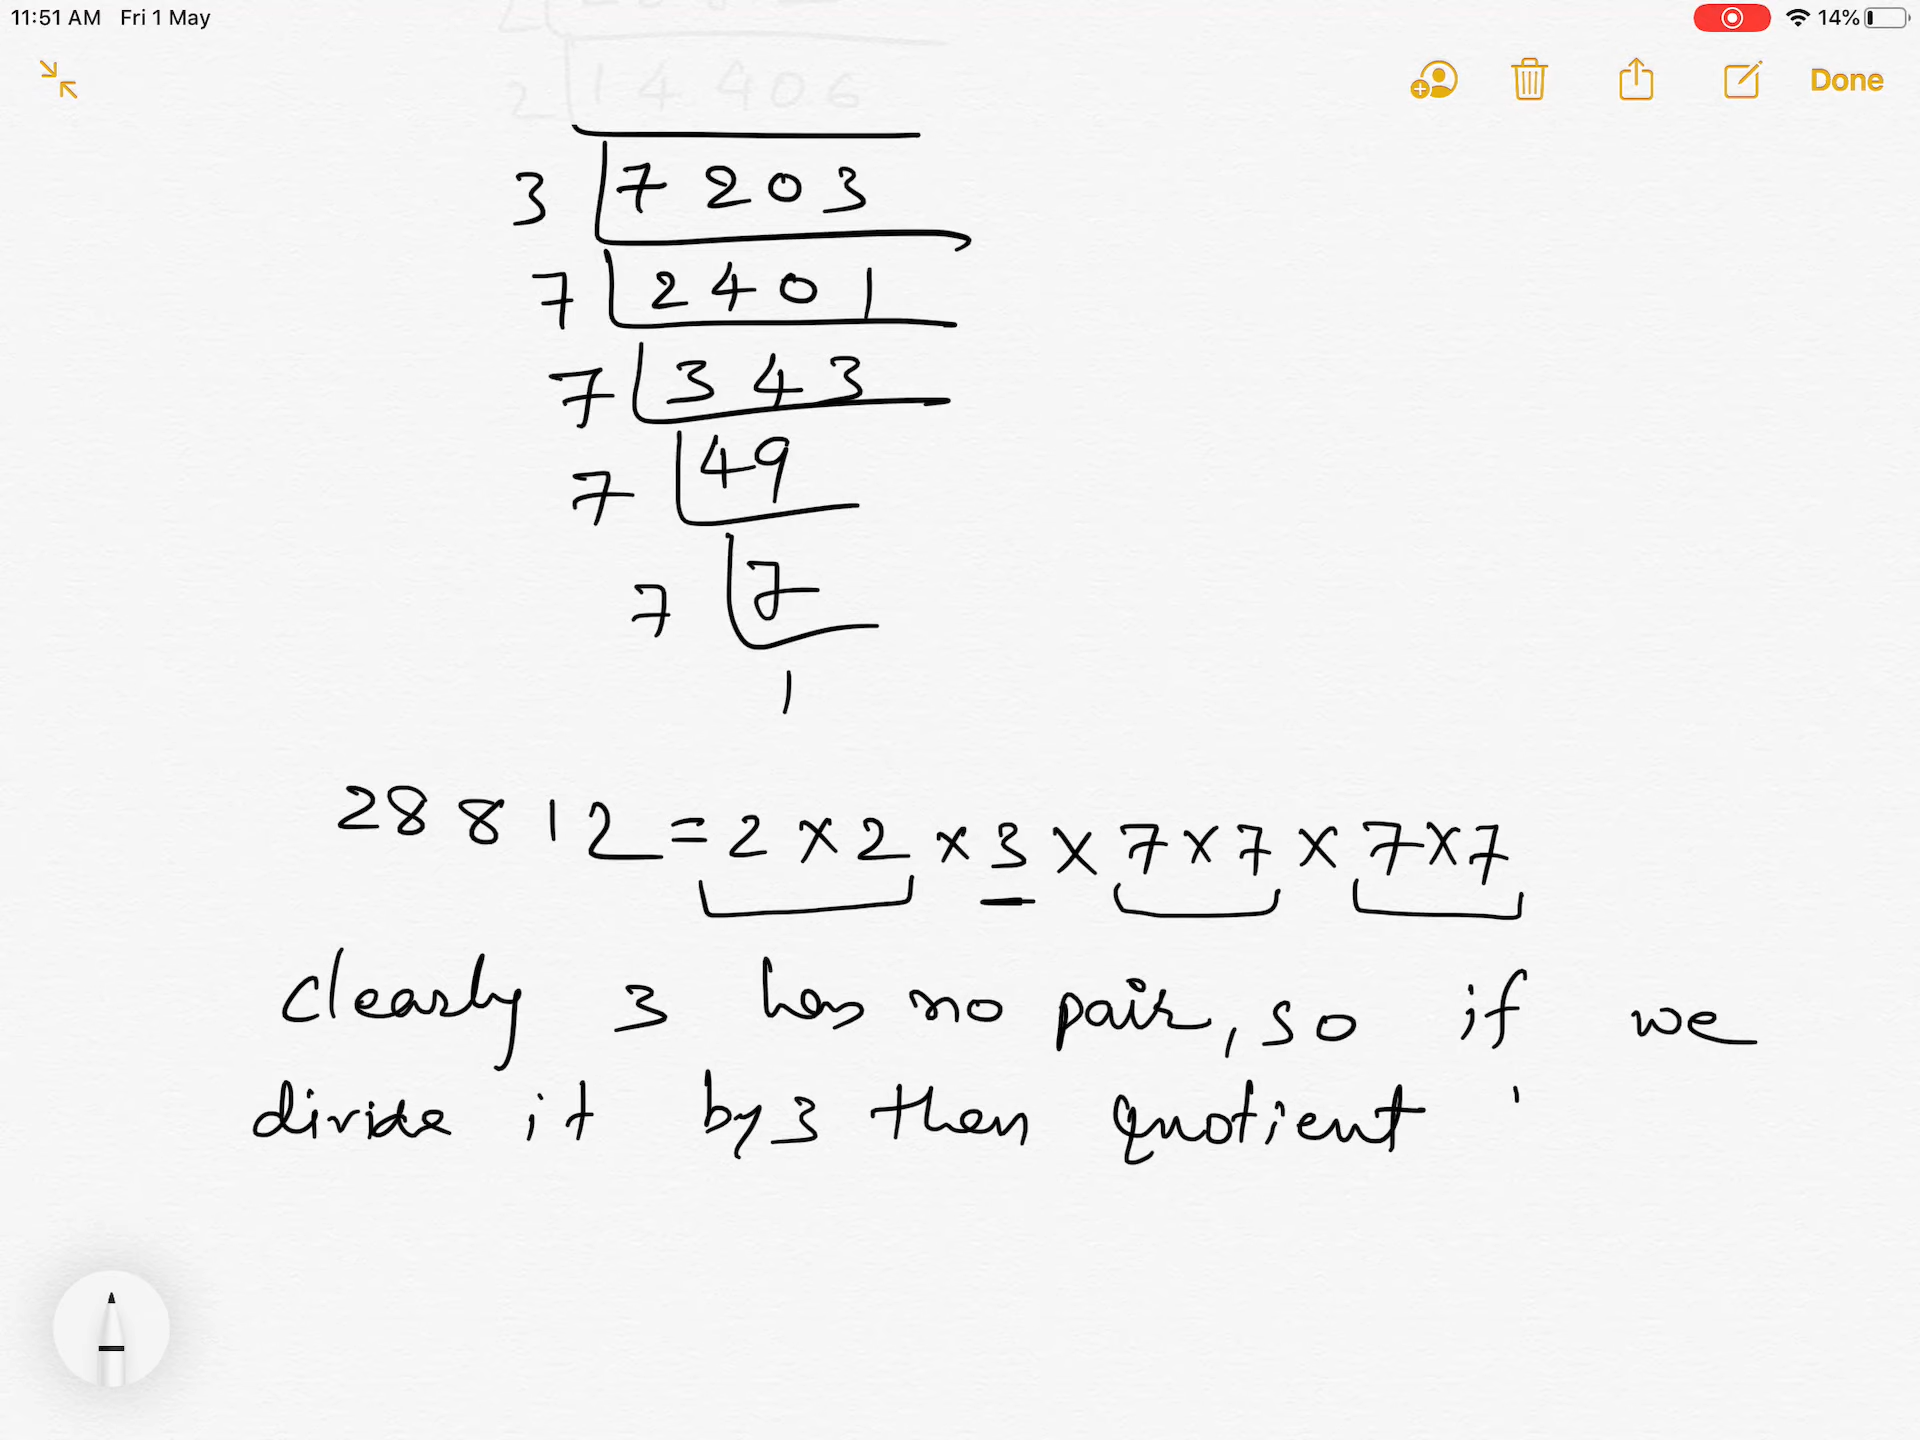 11:51 AM Fri 1 May 14%
Done
2
2 14406
3 7203
7 2401
7 343
7 49
7 7
1
28812 = 2 × 2 × 3 × 7 × 7 × 7 × 7
clearly 3 has no pair, so if we
divide it by 3 then quotient